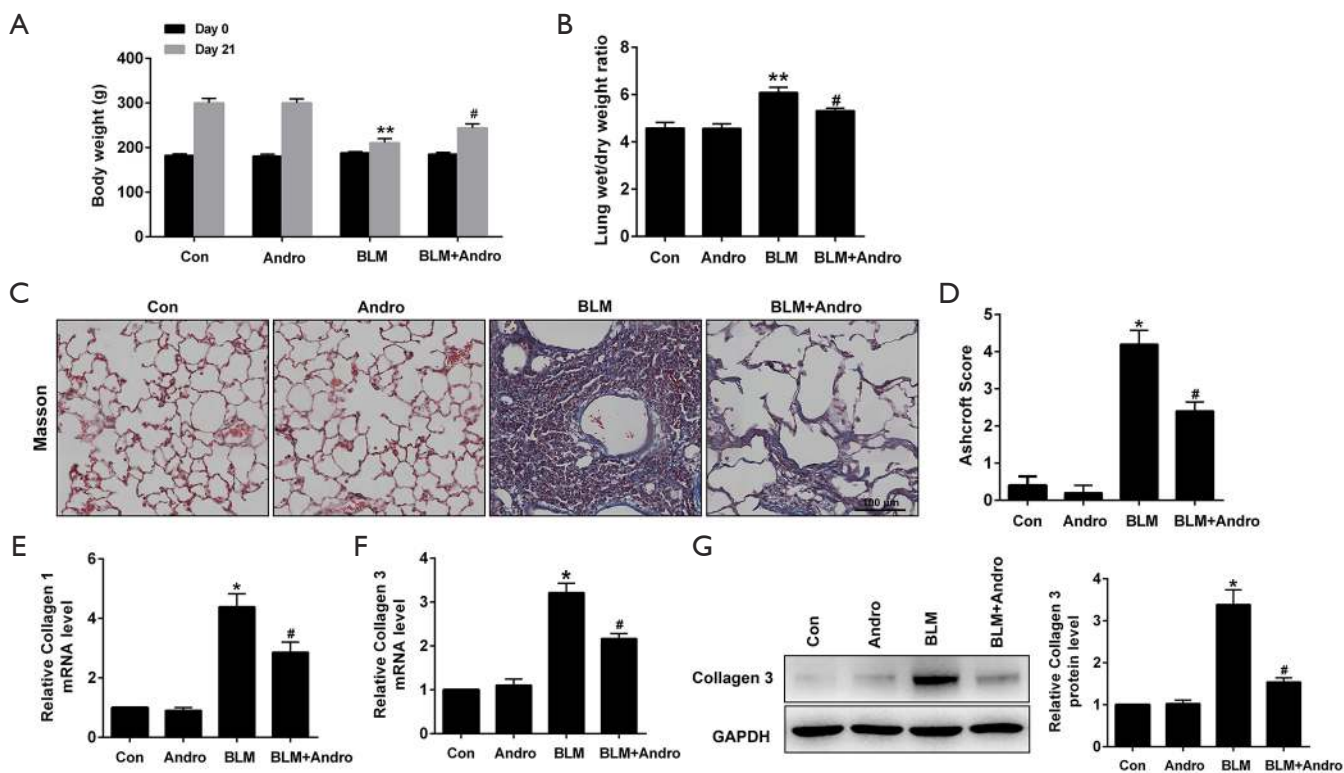 A
Day 0
Day 21
Body weight (g)
400
300
200
100
0
Con
Andro
BLM
BLM+Andro
**
#
B
Lung wet/dry weight ratio
8
6
4
2
0
Con
Andro
BLM
BLM+Andro
**
#
C
Con
Andro
BLM
BLM+Andro
Masson
100 μm
D
Ashcroft Score
5
4
3
2
1
0
Con
Andro
BLM
BLM+Andro
*
#
E
Relative Collagen 1
mRNA level
6
4
2
0
Con
Andro
BLM
BLM+Andro
*
#
F
Relative Collagen 3
mRNA level
4
3
2
1
0
Con
Andro
BLM
BLM+Andro
*
#
G
Con
Andro
BLM
BLM+Andro
Collagen 3
GAPDH
Relative Collagen 3
protein level
4
3
2
1
0
Con
Andro
BLM
BLM+Andro
*
#